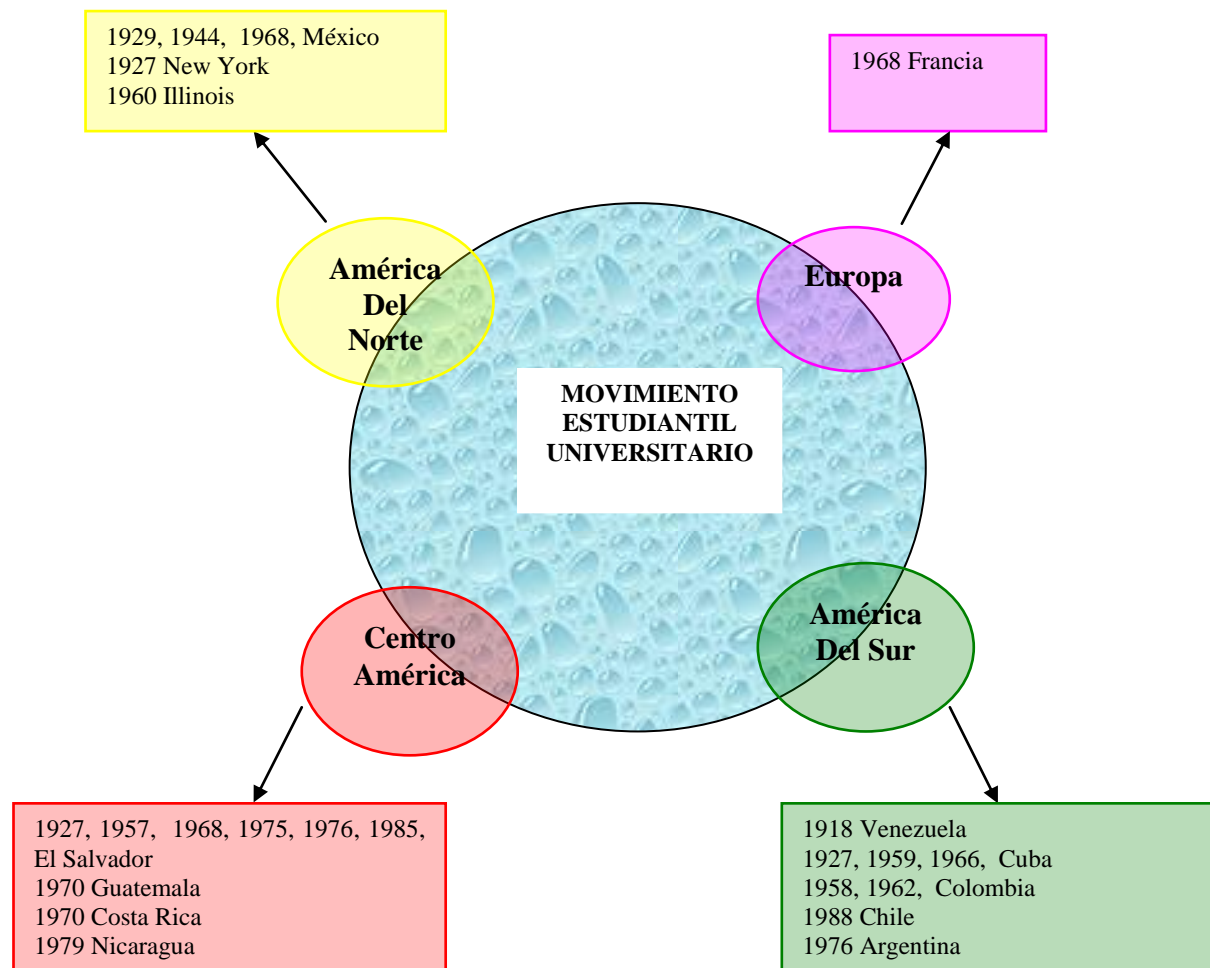 1929, 1944, 1968, México
1927 New York
1960 Illinois
1968 Francia
América
Del
Norte
Europa
MOVIMIENTO
ESTUDIANTIL
UNIVERSITARIO
Centro
América
América
Del Sur
1927, 1957, 1968, 1975, 1976, 1985,
El Salvador
1970 Guatemala
1970 Costa Rica
1979 Nicaragua
1918 Venezuela
1927, 1959, 1966, Cuba
1958, 1962, Colombia
1988 Chile
1976 Argentina